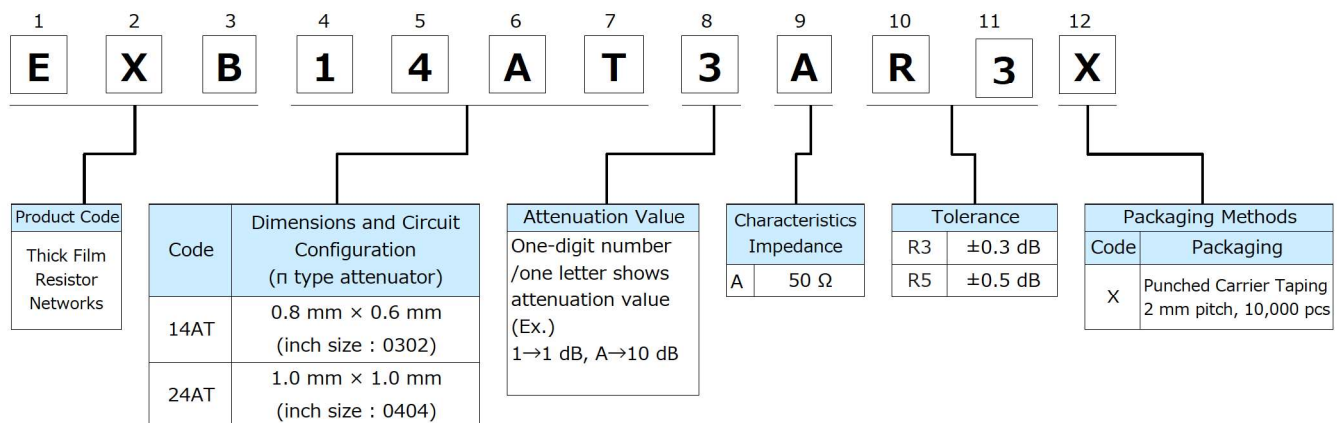 1 2 3 4 5 6 7 8 9 10 11 12
E X B 1 4 A T 3 A R 3 X
Product Code
Thick Film
Resistor
Networks
Code
Dimensions and Circuit
Configuration
(π type attenuator)
14AT
0.8 mm × 0.6 mm
(inch size : 0302)
24AT
1.0 mm × 1.0 mm
(inch size : 0404)
Attenuation Value
One-digit number
/one letter shows
attenuation value
(Ex.)
1→1 dB, A→10 dB
Characteristics
Impedance
A 50 Ω
Tolerance
R3 ±0.3 dB
R5 ±0.5 dB
Packaging Methods
Code Packaging
X
Punched Carrier Taping
2 mm pitch, 10,000 pcs